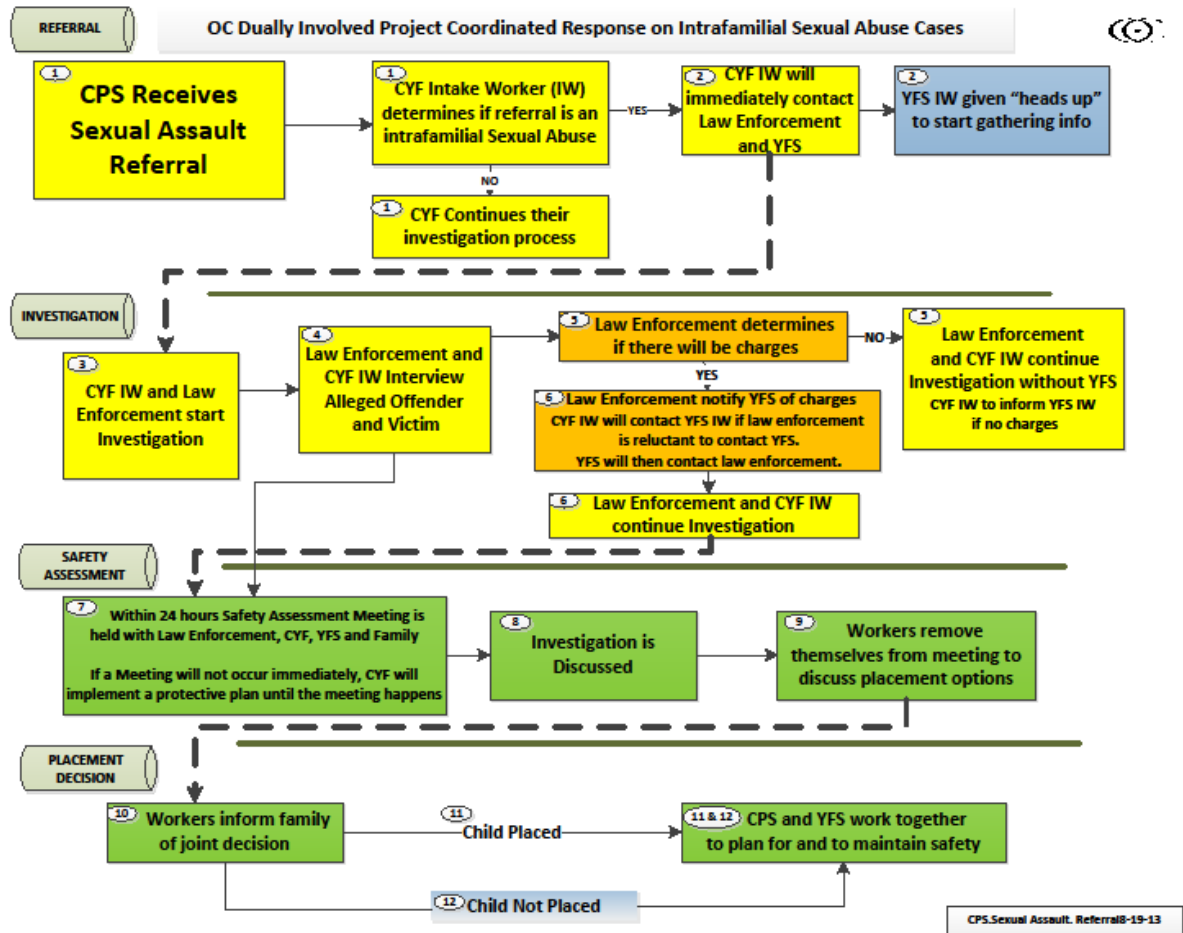 REFERRAL
OC Dually Involved Project Coordinated Response on Intrafamilial Sexual Abuse Cases
1
CPS Receives
Sexual Assault
Referral
1
CYF Intake Worker (IW)
determines if referral is an
intrafamilial Sexual Abuse
YES
2
CYF IW will
immediately contact
Law Enforcement
and YFS
2
YFS IW given “heads up”
to start gathering info
NO
1
CYF Continues their
investigation process
INVESTIGATION
3
CYF IW and Law
Enforcement start
Investigation
4
Law Enforcement and
CYF IW Interview
Alleged Offender
and Victim
5
Law Enforcement determines
if there will be charges
NO
5
Law Enforcement
and CYF IW continue
Investigation without YFS
CYF IW to inform YFS IW
if no charges
YES
6
Law Enforcement notify YFS of charges
CYF IW will contact YFS IW if law enforcement
is reluctant to contact YFS.
YFS will then contact law enforcement.
6
Law Enforcement and CYF IW
continue Investigation
SAFETY
ASSESSMENT
7
Within 24 hours Safety Assessment Meeting is
held with Law Enforcement, CYF, YFS and Family
If a Meeting will not occur immediately, CYF will
implement a protective plan until the meeting happens
8
Investigation is
Discussed
9
Workers remove
themselves from meeting to
discuss placement options
PLACEMENT
DECISION
10
Workers inform family
of joint decision
11
Child Placed
11 & 12
CPS and YFS work together
to plan for and to maintain safety
12
Child Not Placed
CPS.Sexual Assault. Referral8-19-13